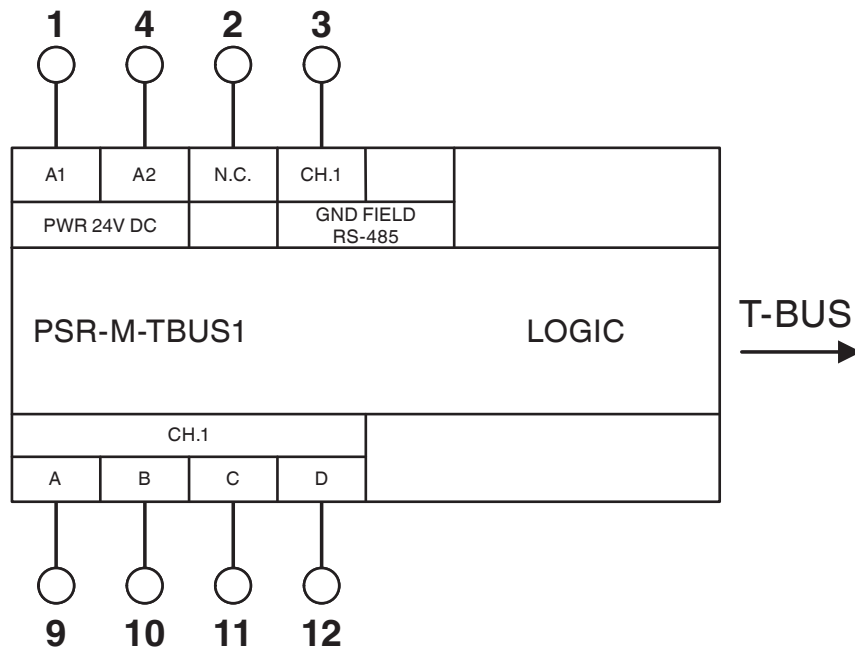 1 4 2 3
A1 A2 N.C. CH.1
PWR 24V DC GND FIELD
RS-485
PSR-M-TBUS1 LOGIC T-BUS
CH.1
A B C D
9 10 11 12